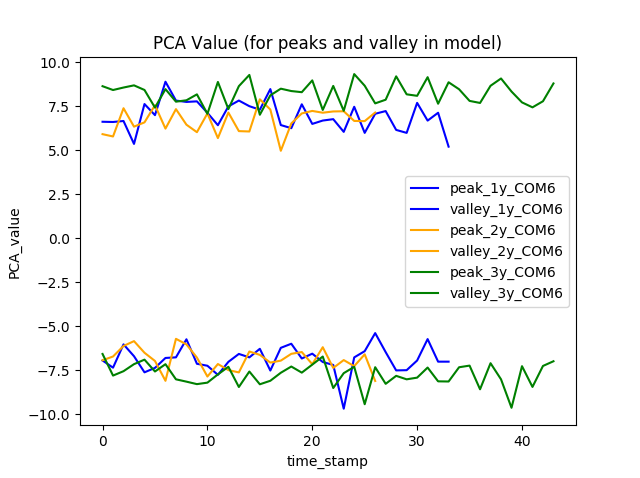 PCA Value (for peaks and valley in model)
10.0
7.5
5.0
2.5
0.0
−2.5
−5.0
−7.5
−10.0
PCA_value
peak_1y_COM6
valley_1y_COM6
peak_2y_COM6
valley_2y_COM6
peak_3y_COM6
valley_3y_COM6
0 10 20 30 40
time_stamp